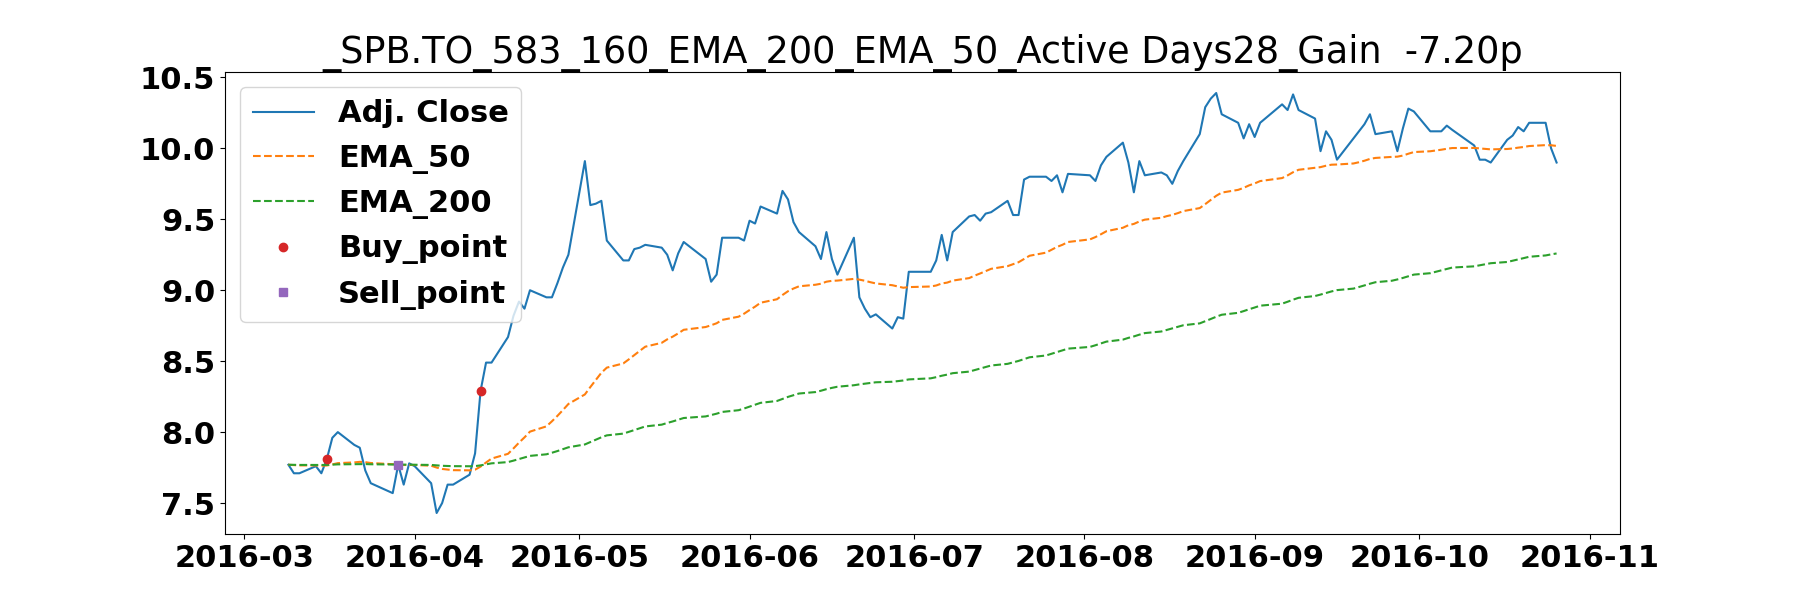 _SPB.TO_583_160_EMA_200_EMA_50_Active Days28_Gain  -7.20p
10.5
10.0
9.5
9.0
8.5
8.0
7.5
Adj. Close
EMA_50
EMA_200
Buy_point
Sell_point
2016-03 2016-04 2016-05 2016-06 2016-07 2016-08 2016-09 2016-10 2016-11